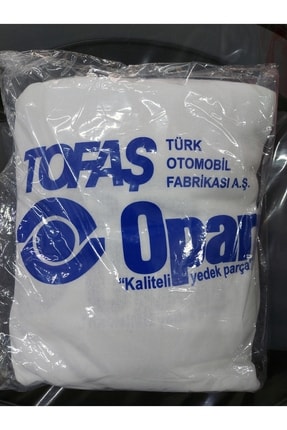 TOFAŞ
TÜRK
OTOMOBİL
FABRİKASI A.Ş.
Opar
"Kaliteli yedek parça"